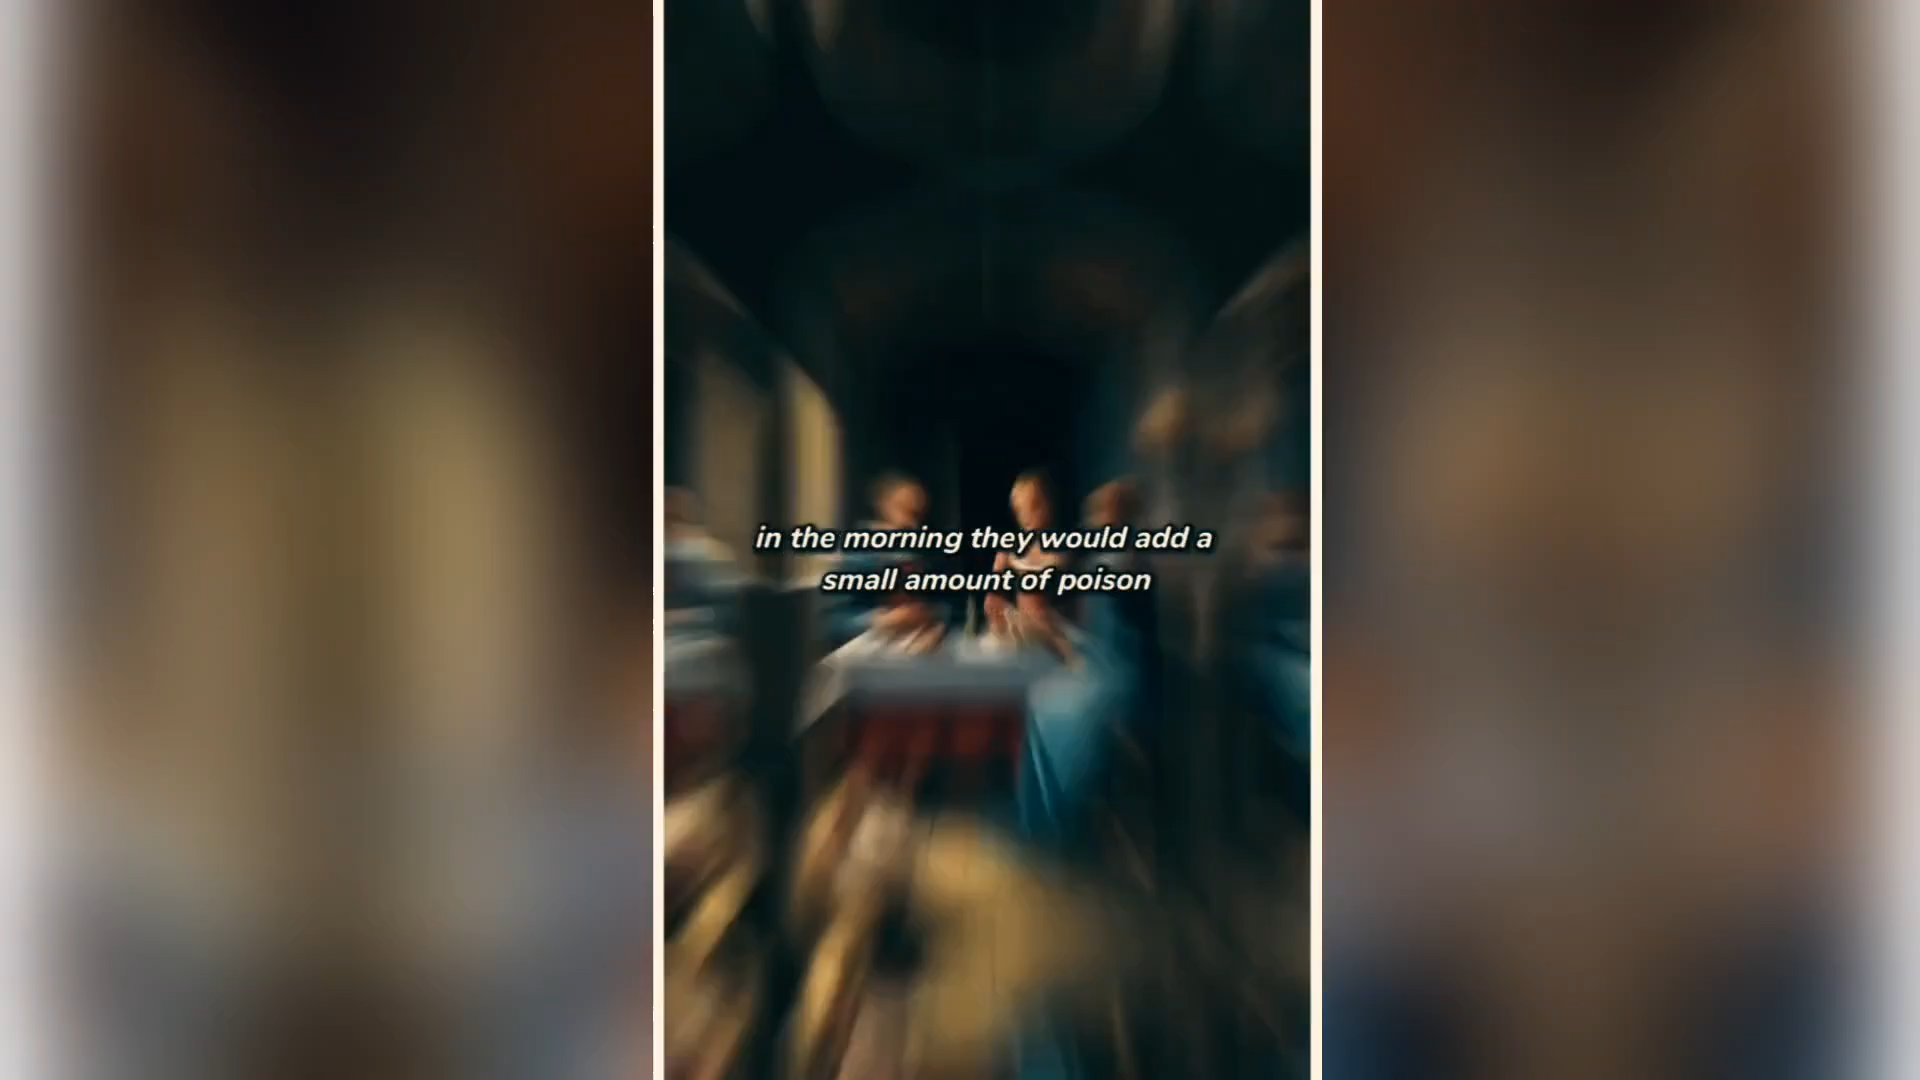 in the morning they would add a
small amount of poison